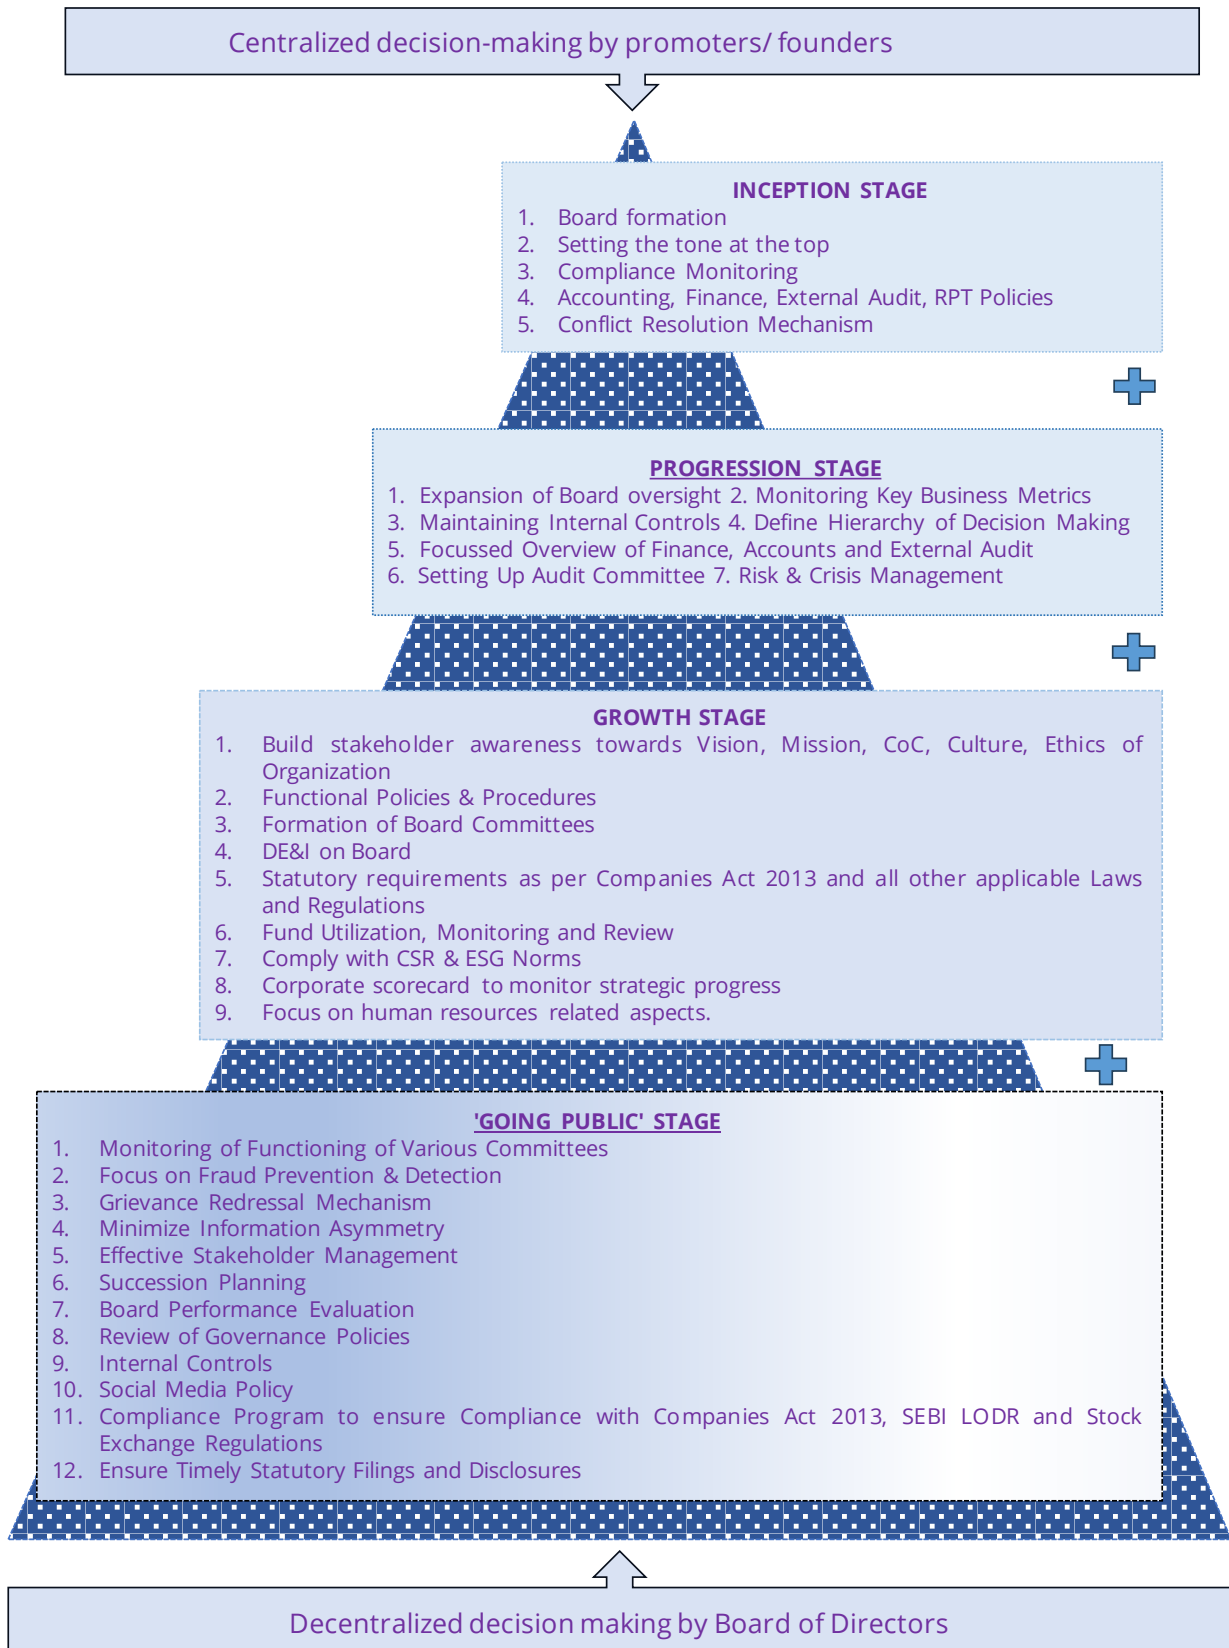 Centralized decision-making by promoters/ founders
INCEPTION STAGE
1. Board formation
2. Setting the tone at the top
3. Compliance Monitoring
4. Accounting, Finance, External Audit, RPT Policies
5. Conflict Resolution Mechanism
PROGRESSION STAGE
1. Expansion of Board oversight 2. Monitoring Key Business Metrics
3. Maintaining Internal Controls 4. Define Hierarchy of Decision Making
5. Focussed Overview of Finance, Accounts and External Audit
6. Setting Up Audit Committee 7. Risk & Crisis Management
GROWTH STAGE
1. Build stakeholder awareness towards Vision, Mission, CoC, Culture, Ethics of
Organization
2. Functional Policies & Procedures
3. Formation of Board Committees
4. DE&I on Board
5. Statutory requirements as per Companies Act 2013 and all other applicable Laws
and Regulations
6. Fund Utilization, Monitoring and Review
7. Comply with CSR & ESG Norms
8. Corporate scorecard to monitor strategic progress
9. Focus on human resources related aspects.
'GOING PUBLIC' STAGE
1. Monitoring of Functioning of Various Committees
2. Focus on Fraud Prevention & Detection
3. Grievance Redressal Mechanism
4. Minimize Information Asymmetry
5. Effective Stakeholder Management
6. Succession Planning
7. Board Performance Evaluation
8. Review of Governance Policies
9. Internal Controls
10. Social Media Policy
11. Compliance Program to ensure Compliance with Companies Act 2013, SEBI LODR and Stock
Exchange Regulations
12. Ensure Timely Statutory Filings and Disclosures
Decentralized decision making by Board of Directors